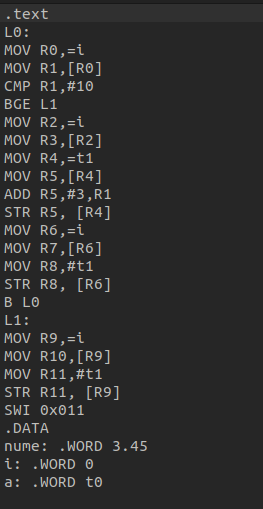 .text
L0:
MOV R0,=i
MOV R1,[R0]
CMP R1,#10
BGE L1
MOV R2,=i
MOV R3,[R2]
MOV R4,=t1
MOV R5,[R4]
ADD R5,#3,R1
STR R5, [R4]
MOV R6,=i
MOV R7,[R6]
MOV R8,#t1
STR R8, [R6]
B L0
L1:
MOV R9,=i
MOV R10,[R9]
MOV R11,#t1
STR R11, [R9]
SWI 0x011
.DATA
nume: .WORD 3.45
i: .WORD 0
a: .WORD t0